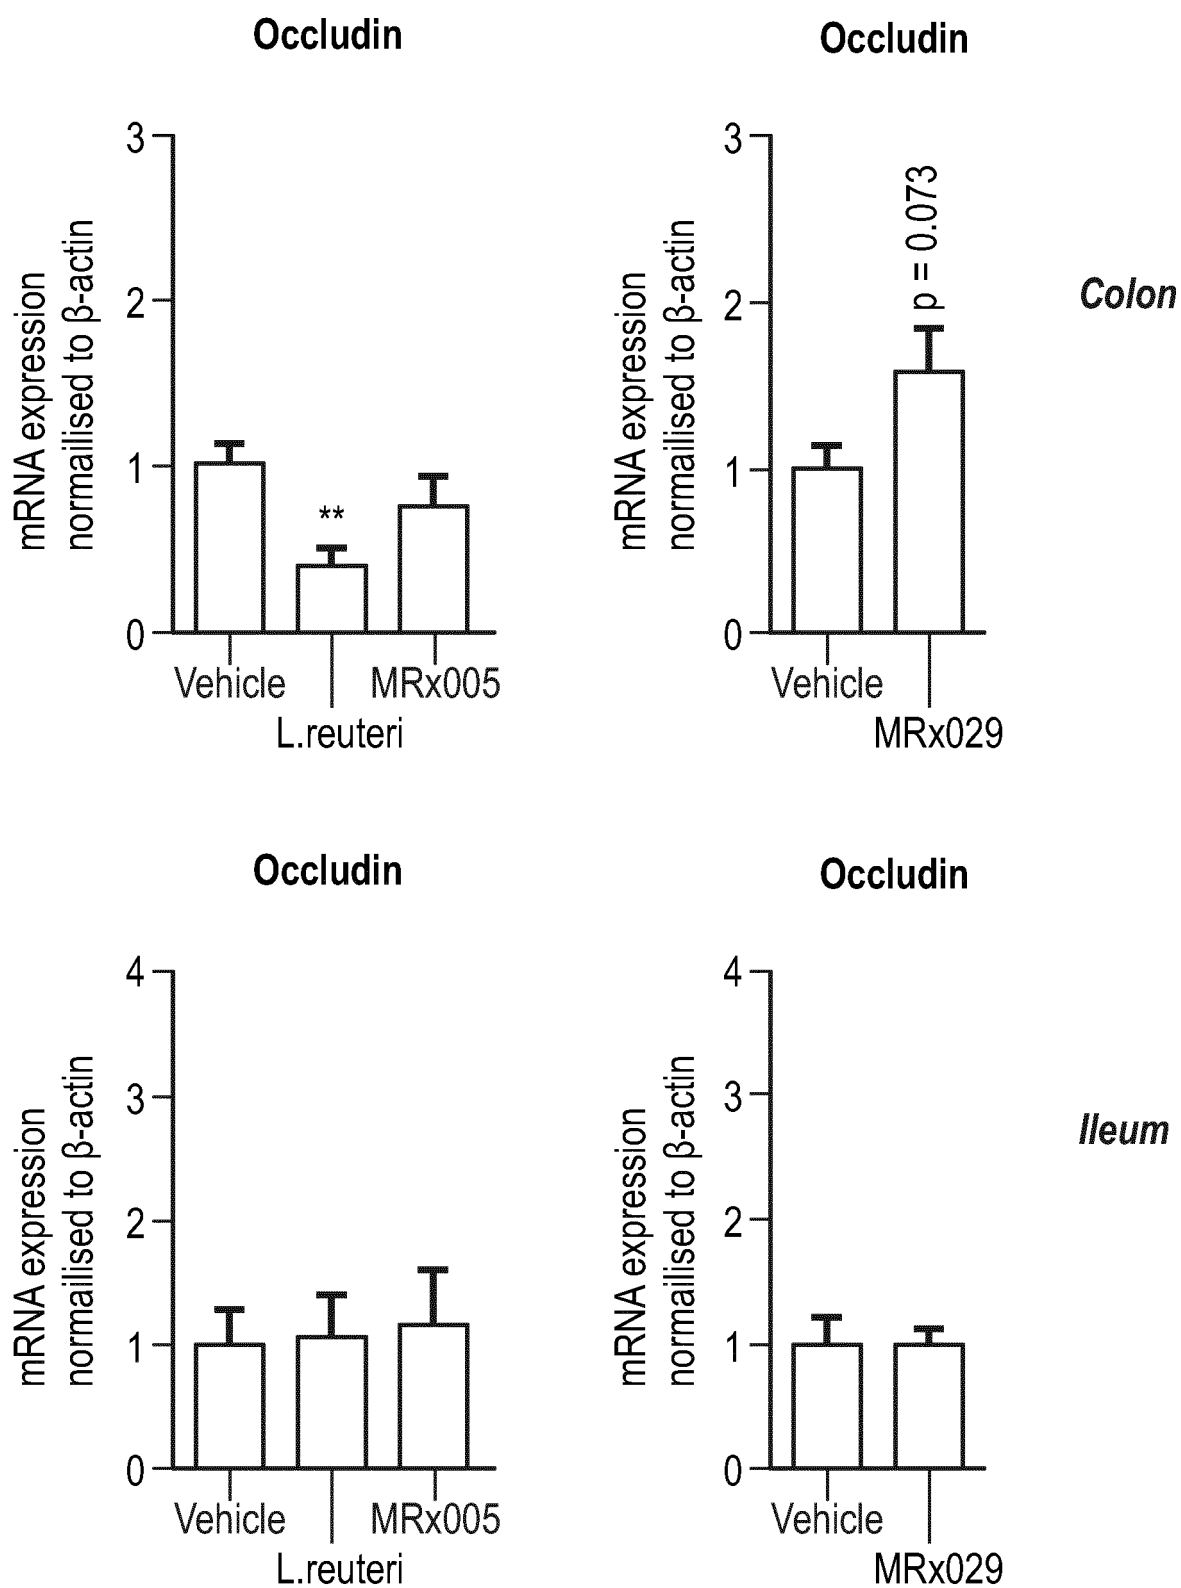 Occludin
mRNA expression
normailised to β-actin
3
2
1
0
**
Vehicle
MRx005
L.reuteri
Occludin
mRNA expression
normailised to β-actin
3
2
1
0
p = 0.073
Vehicle
MRx029
Colon
Occludin
mRNA expression
normailised to β-actin
4
3
2
1
0
Vehicle
MRx005
L.reuteri
Occludin
mRNA expression
normailised to β-actin
4
3
2
1
0
Vehicle
MRx029
Ileum